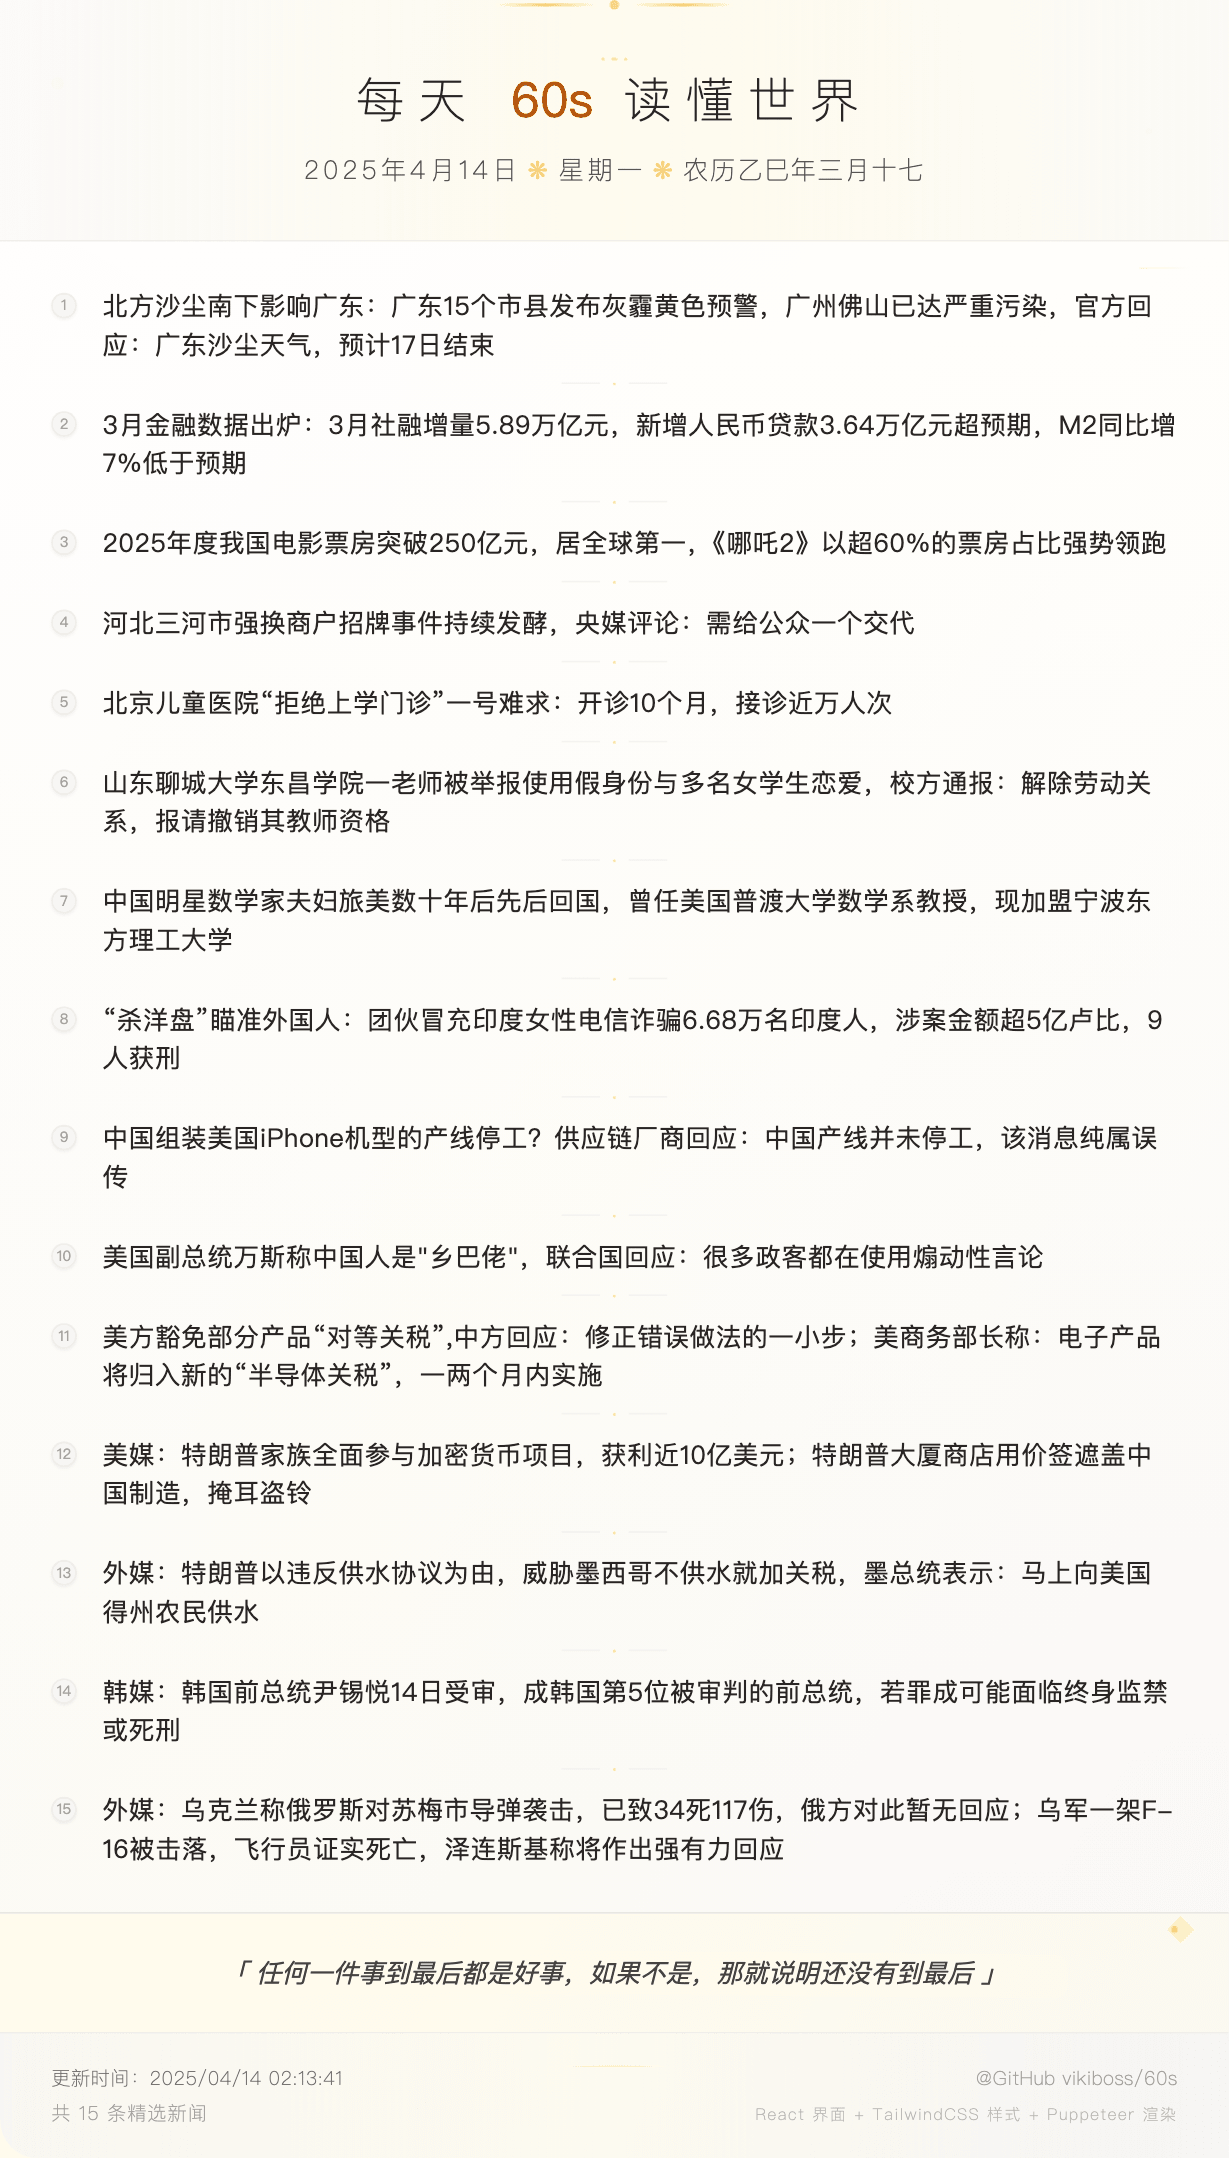 每天 60s 读懂世界
2025年4月14日 ❋ 星期一 ❋ 农历乙巳年三月十七
1 北方沙尘南下影响广东：广东15个市县发布灰霾黄色预警，广州佛山已达严重污染，官方回
应：广东沙尘天气，预计17日结束
2 3月金融数据出炉：3月社融增量5.89万亿元，新增人民币贷款3.64万亿元超预期，M2同比增
7%低于预期
3 2025年度我国电影票房突破250亿元，居全球第一，《哪吒2》以超60%的票房占比强势领跑
4 河北三河市强换商户招牌事件持续发酵，央媒评论：需给公众一个交代
5 北京儿童医院“拒绝上学门诊”一号难求：开诊10个月，接诊近万人次
6 山东聊城大学东昌学院一老师被举报使用假身份与多名女学生恋爱，校方通报：解除劳动关
系，报请撤销其教师资格
7 中国明星数学家夫妇旅美数十年后先后回国，曾任美国普渡大学数学系教授，现加盟宁波东
方理工大学
8 “杀洋盘”瞄准外国人：团伙冒充印度女性电信诈骗6.68万名印度人，涉案金额超5亿卢比，9
人获刑
9 中国组装美国iPhone机型的产线停工？供应链厂商回应：中国产线并未停工，该消息纯属误
传
10 美国副总统万斯称中国人是"乡巴佬"，联合国回应：很多政客都在使用煽动性言论
11 美方豁免部分产品“对等关税”,中方回应：修正错误做法的一小步；美商务部长称：电子产品
将归入新的“半导体关税”，一两个月内实施
12 美媒：特朗普家族全面参与加密货币项目，获利近10亿美元；特朗普大厦商店用价签遮盖中
国制造，掩耳盗铃
13 外媒：特朗普以违反供水协议为由，威胁墨西哥不供水就加关税，墨总统表示：马上向美国
得州农民供水
14 韩媒：韩国前总统尹锡悦14日受审，成韩国第5位被审判的前总统，若罪成可能面临终身监禁
或死刑
15 外媒：乌克兰称俄罗斯对苏梅市导弹袭击，已致34死117伤，俄方对此暂无回应；乌军一架F-
16被击落，飞行员证实死亡，泽连斯基称将作出强有力回应
「 任何一件事到最后都是好事，如果不是，那就说明还没有到最后 」
更新时间：2025/04/14 02:13:41
@GitHub vikiboss/60s
共 15 条精选新闻
React 界面 + TailwindCSS 样式 + Puppeteer 渲染